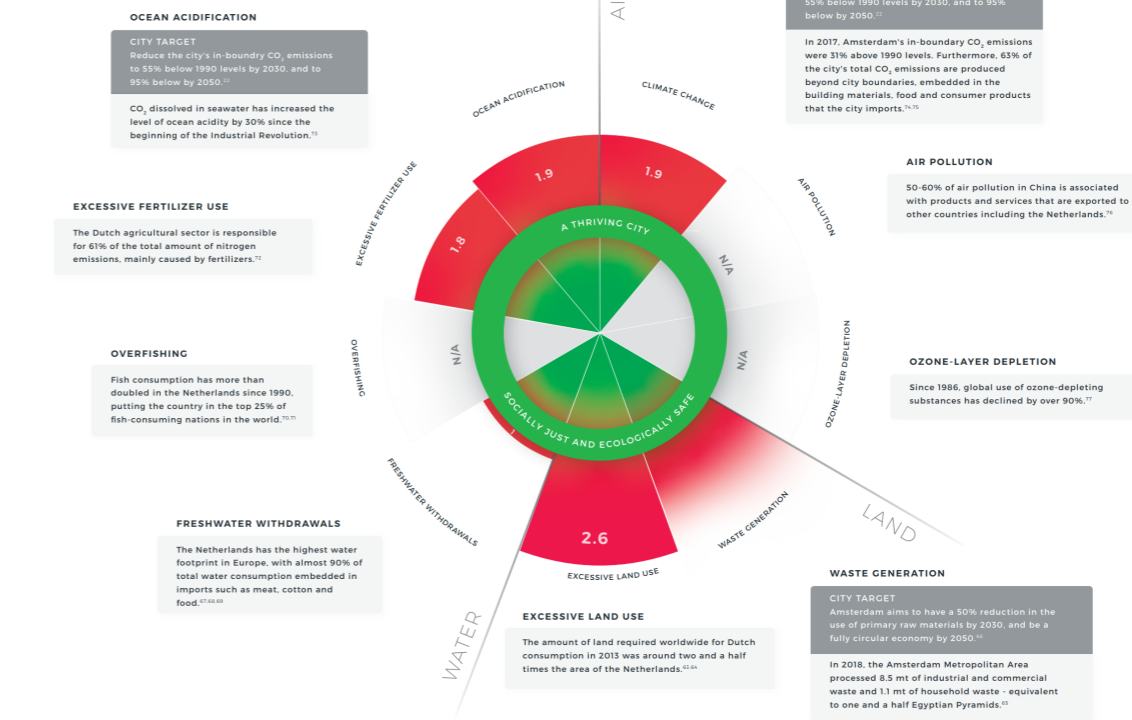 OCEAN ACIDIFICATION
CITY TARGET
Reduce the city's in-boundry CO₂ emissions
to 55% below 1990 levels by 2030, and to
95% below by 2050.²²
CO₂ dissolved in seawater has increased the
level of ocean acidity by 30% since the
beginning of the Industrial Revolution.⁷³
55% below 1990 levels by 2030, and to 95%
below by 2050.²²
In 2017, Amsterdam's in-boundary CO₂ emissions
were 31% above 1990 levels. Furthermore, 63% of
the city's total CO₂ emissions are produced
beyond city boundaries, embedded in the
building materials, food and consumer products
that the city imports.⁷⁴,⁷⁵
EXCESSIVE FERTILIZER USE
The Dutch agricultural sector is responsible
for 61% of the total amount of nitrogen
emissions, mainly caused by fertilizers.⁷²
AIR POLLUTION
50-60% of air pollution in China is associated
with products and services that are exported to
other countries including the Netherlands.⁷⁶
OVERFISHING
Fish consumption has more than
doubled in the Netherlands since 1990,
putting the country in the top 25% of
fish-consuming nations in the world.⁷⁰,⁷¹
OZONE-LAYER DEPLETION
Since 1986, global use of ozone-depleting
substances has declined by over 90%.⁷⁷
OCEAN ACIDIFICATION
CLIMATE CHANGE
EXCESSIVE FERTILIZER USE
AIR POLLUTION
1.9
1.9
1.8
N/A
A THRIVING CITY
OVERFISHING
N/A
N/A
OZONE-LAYER DEPLETION
SOCIALLY JUST AND ECOLOGICALLY SAFE
FRESHWATER WITHDRAWALS
2.6
WASTE GENERATION
EXCESSIVE LAND USE
LAND
WATER
FRESHWATER WITHDRAWALS
The Netherlands has the highest water
footprint in Europe, with almost 90% of
total water consumption embedded in
imports such as meat, cotton and
food.⁶⁷,⁶⁸,⁶⁹
EXCESSIVE LAND USE
The amount of land required worldwide for Dutch
consumption in 2013 was around two and a half
times the area of the Netherlands.⁶³,⁶⁴
WASTE GENERATION
CITY TARGET
Amsterdam aims to have a 50% reduction in the
use of primary raw materials by 2030, and be a
fully circular economy by 2050.
In 2018, the Amsterdam Metropolitan Area
processed 8.5 mt of industrial and commercial
waste and 1.1 mt of household waste - equivalent
to one and a half Egyptian Pyramids.⁶⁵